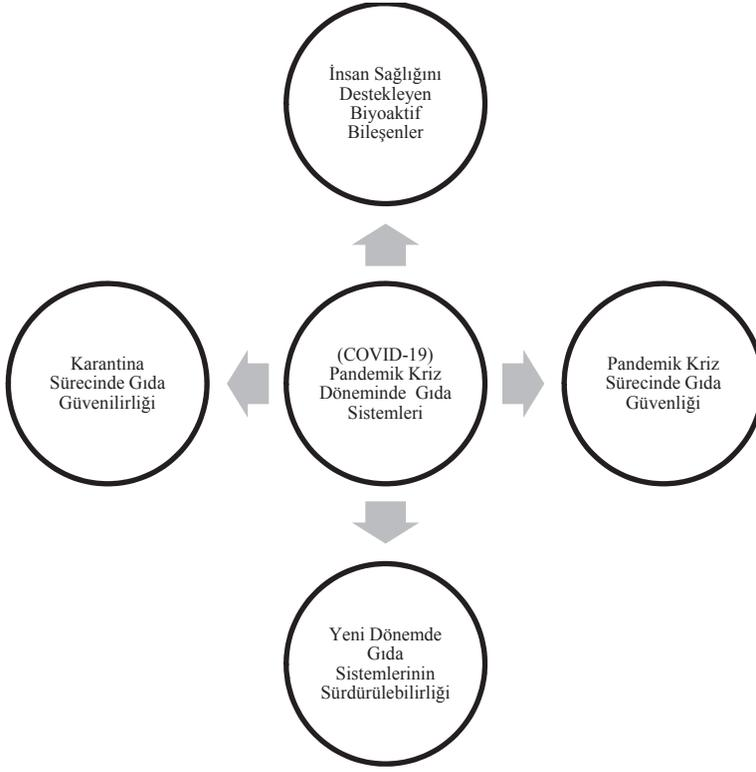 İnsan Sağlığını
Destekleyen
Biyoaktif
Bileşenler
Karantina
Sürecinde Gıda
Güvenilirliği
(COVID-19)
Pandemik Kriz
Döneminde Gıda
Sistemleri
Pandemik Kriz
Sürecinde Gıda
Güvenliği
Yeni Dönemde
Gıda
Sistemlerinin
Sürdürülebilirliği